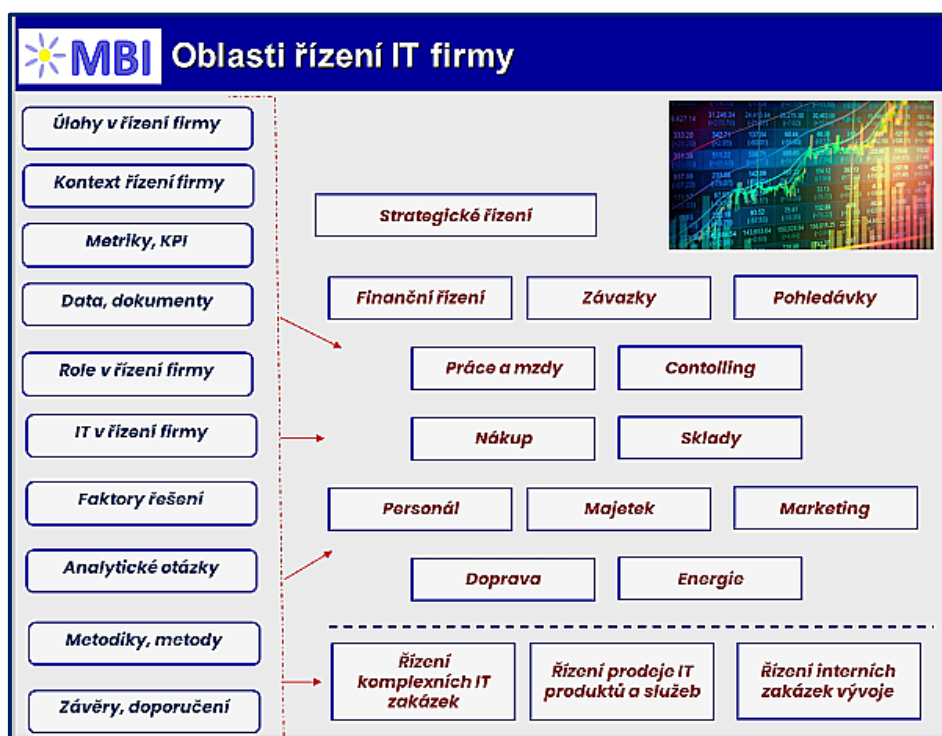 MBI Oblasti řízení IT firmy
Úlohy v řízení firmy
Kontext řízení firmy
Metriky, KPI
Data, dokumenty
Role v řízení firmy
IT v řízení firmy
Faktory řešení
Analytické otázky
Metodiky, metody
Závěry, doporučení
Strategické řízení
Finanční řízení
Závazky
Pohledávky
Práce a mzdy
Contolling
Nákup
Sklady
Personál
Majetek
Marketing
Doprava
Energie
Řízení
komplexních IT
zakázek
Řízení prodeje IT
produktů a služeb
Řízení interních
zakázek vývoje